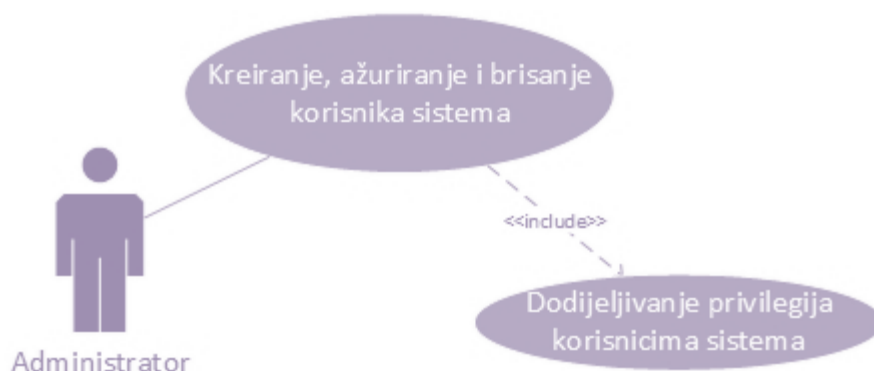 Kreiranje, ažuriranje i brisanje
korisnika sistema
<<include>>
Dodijeljivanje privilegija
korisnicima sistema
Administrator